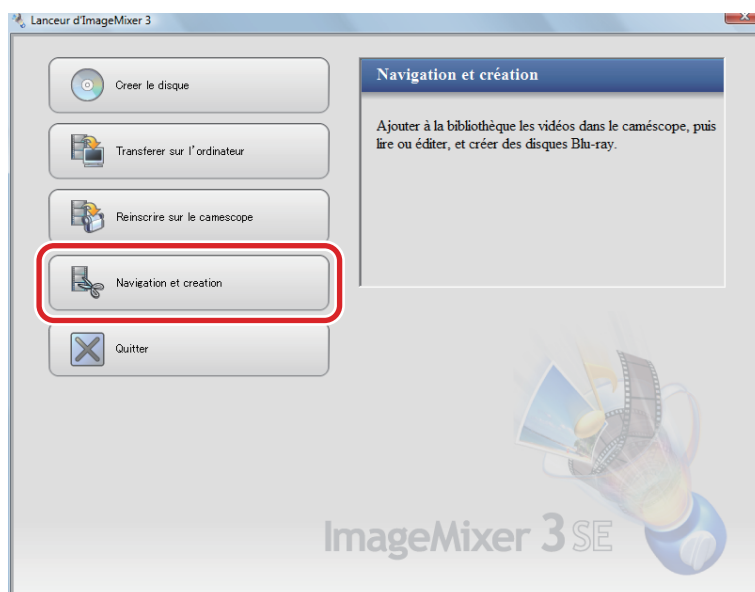 Lanceur d'ImageMixer 3
Creer le disque
Transferer sur l'ordinateur
Reinscrire sur le camescope
Navigation et creation
Quitter
Navigation et création
Ajouter à la bibliothèque les vidéos dans le caméscope, puis
lire ou éditer, et créer des disques Blu-ray.
ImageMixer 3 SE